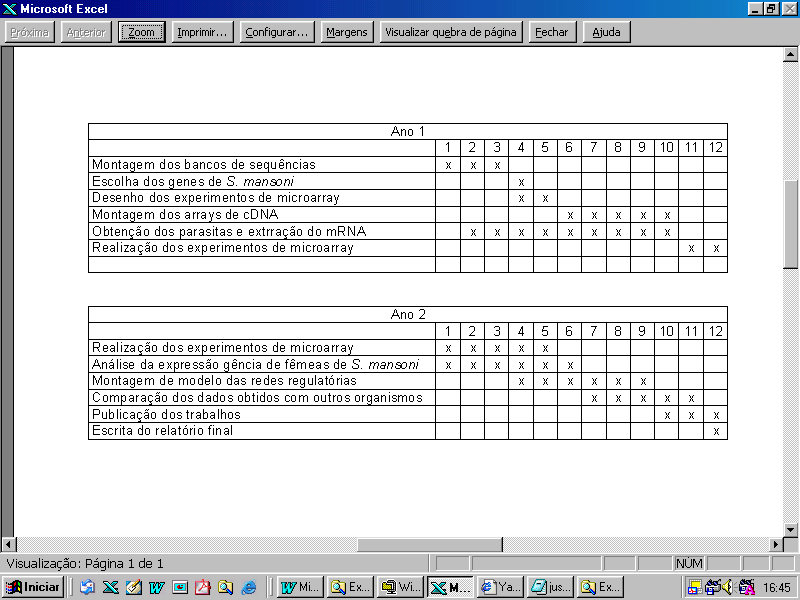 Microsoft Excel
Próxima Anterior Zoom Imprimir... Configurar... Margens Visualizar quebra de página Fechar Ajuda
Ano 1
1 2 3 4 5 6 7 8 9 10 11 12
Montagem dos bancos de sequências x x x
Escolha dos genes de S. mansoni x
Desenho dos experimentos de microarray x x
Montagem dos arrays de cDNA x x x x x
Obtenção dos parasitas e extrração do mRNA x x x x x x x x x
Realização dos experimentos de microarray x x
Ano 2
1 2 3 4 5 6 7 8 9 10 11 12
Realização dos experimentos de microarray x x x x x
Análise da expressão gência de fêmeas de S. mansoni x x x x x x
Montagem de modelo das redes regulatórias x x x x x x
Comparação dos dados obtidos com outros organismos x x x x x
Publicação dos trabalhos x x x
Escrita do relatório final x
Visualização: Página 1 de 1 NÚM
Iniciar Mi... Ex... Wi... M... Ya... jus... Ex... 16:45